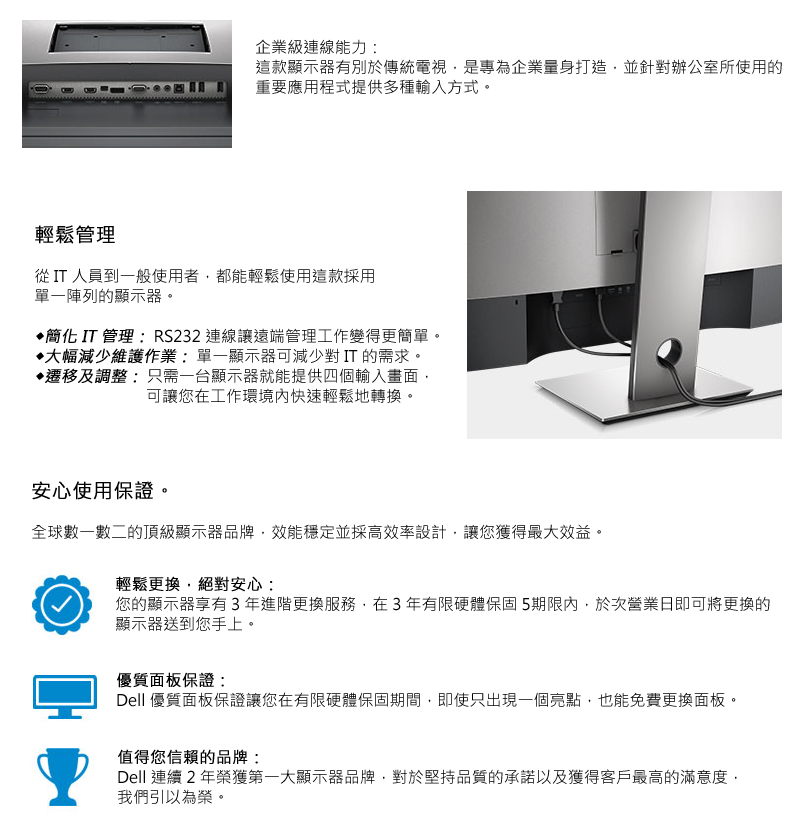 企業級連線能力：
這款顯示器有別於傳統電視，是專為企業量身打造，並針對辦公室所使用的
重要應用程式提供多種輸入方式。
輕鬆管理
從 IT 人員到一般使用者，都能輕鬆使用這款採用
單一陣列的顯示器。
◆簡化 IT 管理： RS232 連線讓遠端管理工作變得更簡單。
◆大幅減少維護作業： 單一顯示器可減少對 IT 的需求。
◆遷移及調整： 只需一台顯示器就能提供四個輸入畫面，
可讓您在工作環境內快速輕鬆地轉換。
安心使用保證。
全球數一數二的頂級顯示器品牌，效能穩定並採高效率設計，讓您獲得最大效益。
輕鬆更換，絕對安心：
您的顯示器享有 3 年進階更換服務，在 3 年有限硬體保固 5期限內，於次營業日即可將更換的
顯示器送到您手上。
優質面板保證：
Dell 優質面板保證讓您在有限硬體保固期間，即使只出現一個亮點，也能免費更換面板。
值得您信賴的品牌：
Dell 連續 2 年榮獲第一大顯示器品牌，對於堅持品質的承諾以及獲得客戶最高的滿意度，
我們引以為榮。